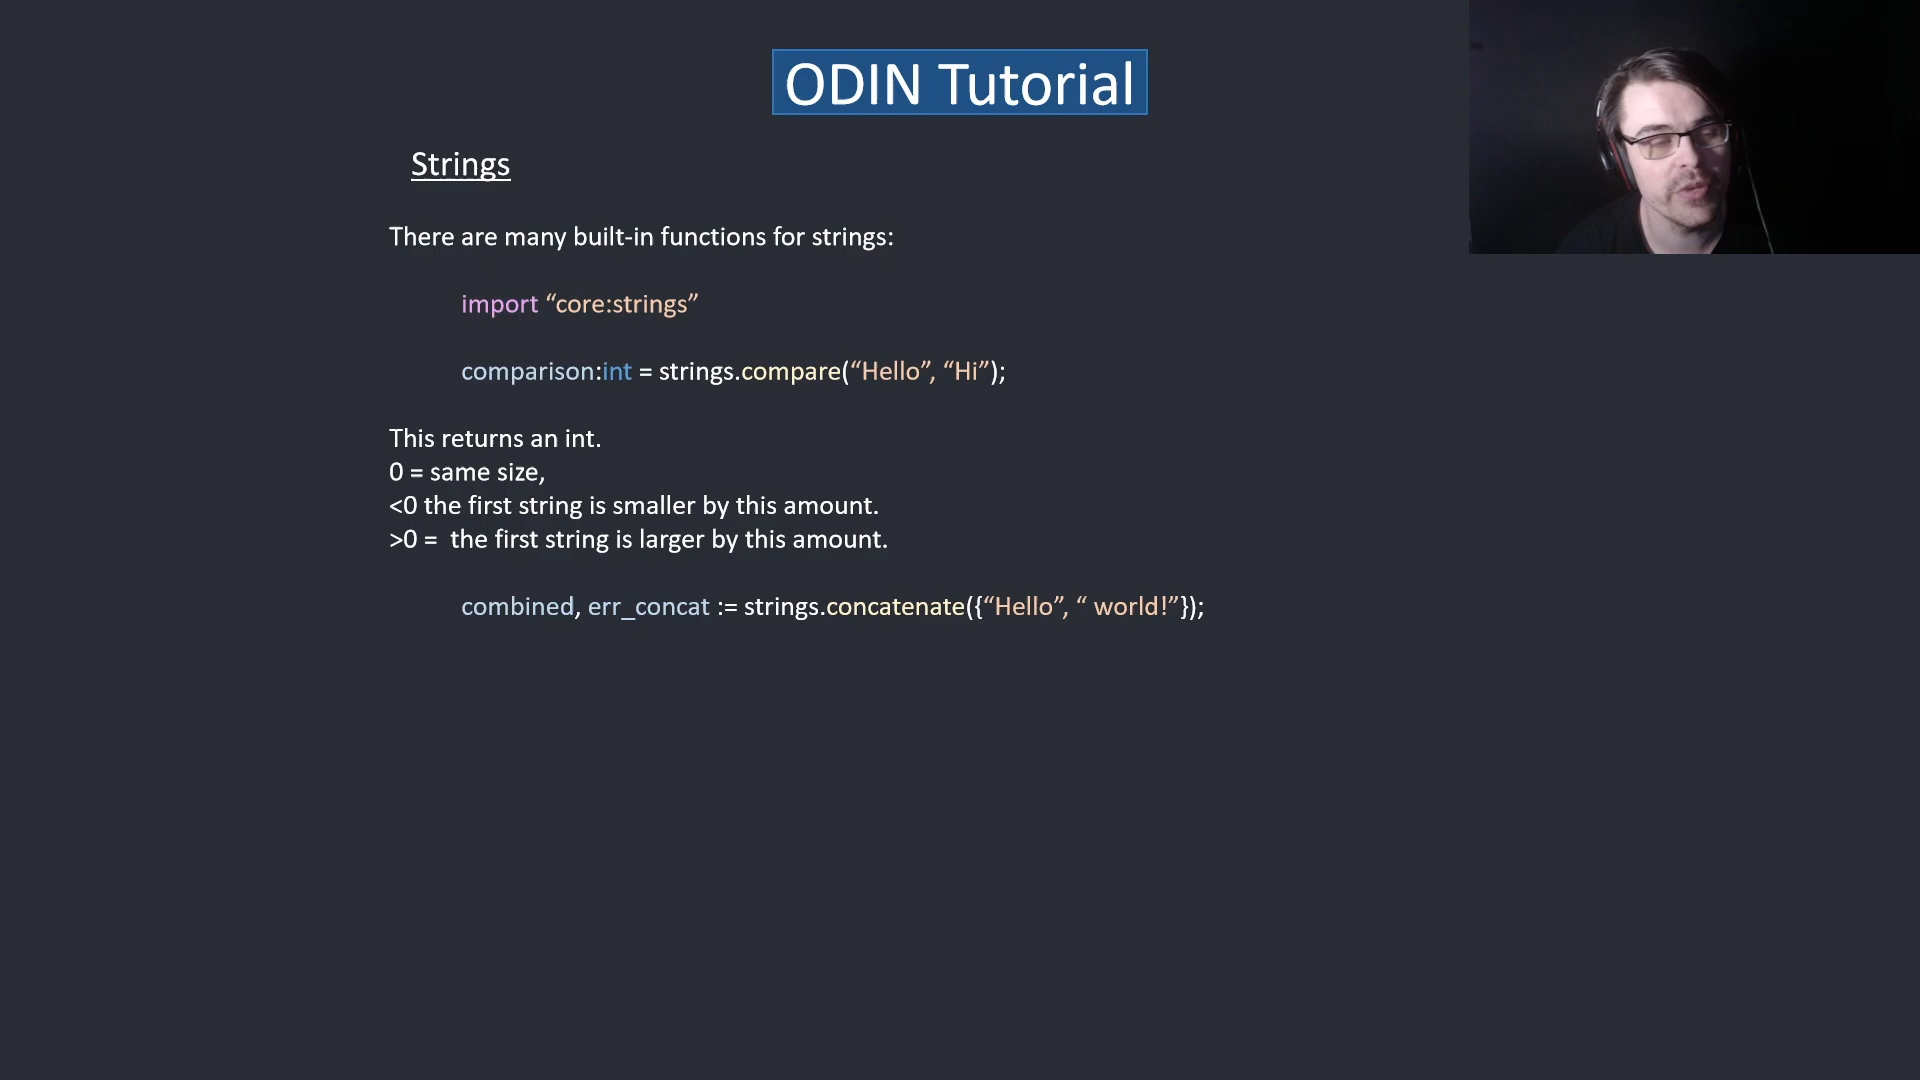 ODIN Tutorial
Strings
There are many built-in functions for strings:
import “core:strings”
comparison:int = strings.compare(“Hello”, “Hi”);
This returns an int.
0 = same size,
<0 the first string is smaller by this amount.
>0 =  the first string is larger by this amount.
combined, err_concat := strings.concatenate({“Hello”, “ world!”});